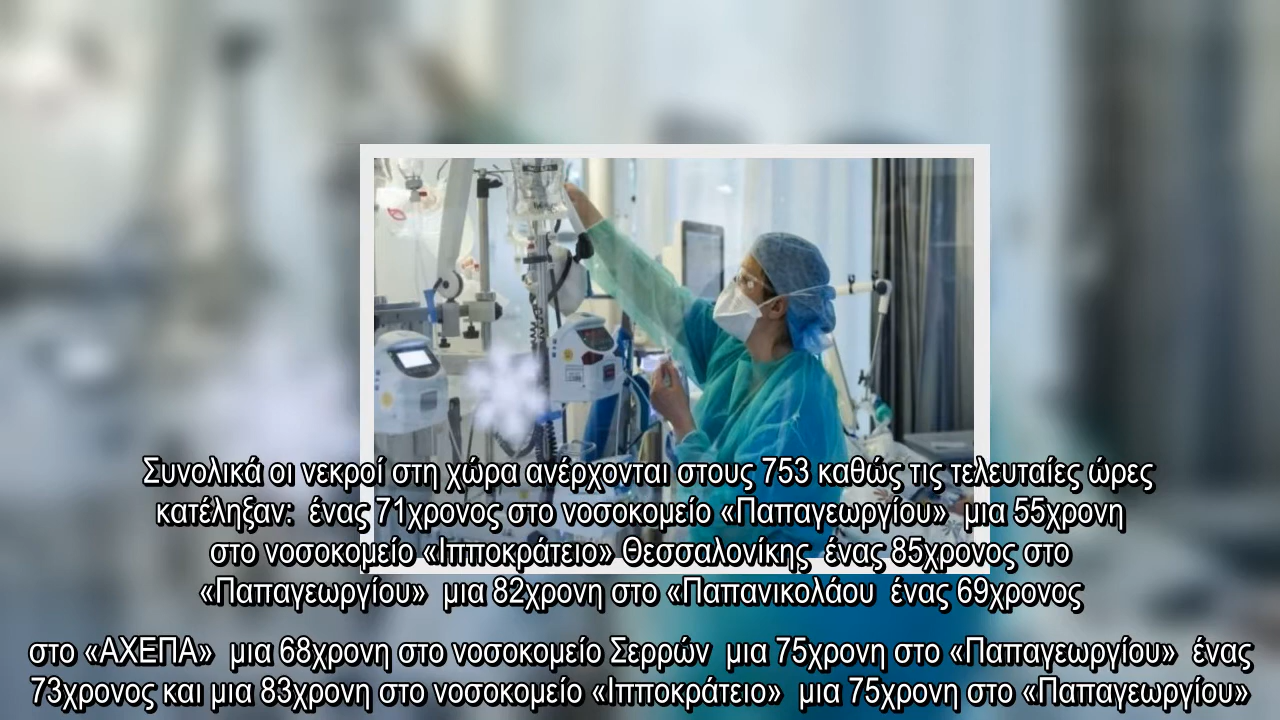 Συνολικά οι νεκροί στη χώρα ανέρχονται στους 753 καθώς τις τελευταίες ώρες
κατέληξαν: ένας 71χρονος στο νοσοκομείο «Παπαγεωργίου» μια 55χρονη
στο νοσοκομείο «Ιπποκράτειο» Θεσσαλονίκης ένας 85χρονος στο
«Παπαγεωργίου» μια 82χρονη στο «Παπανικολάου ένας 69χρονος
στο «ΑΧΕΠΑ» μια 68χρονη στο νοσοκομείο Σερρών μια 75χρονη στο «Παπαγεωργίου» ένας
73χρονος και μια 83χρονη στο νοσοκομείο «Ιπποκράτειο» μια 75χρονη στο «Παπαγεωργίου»